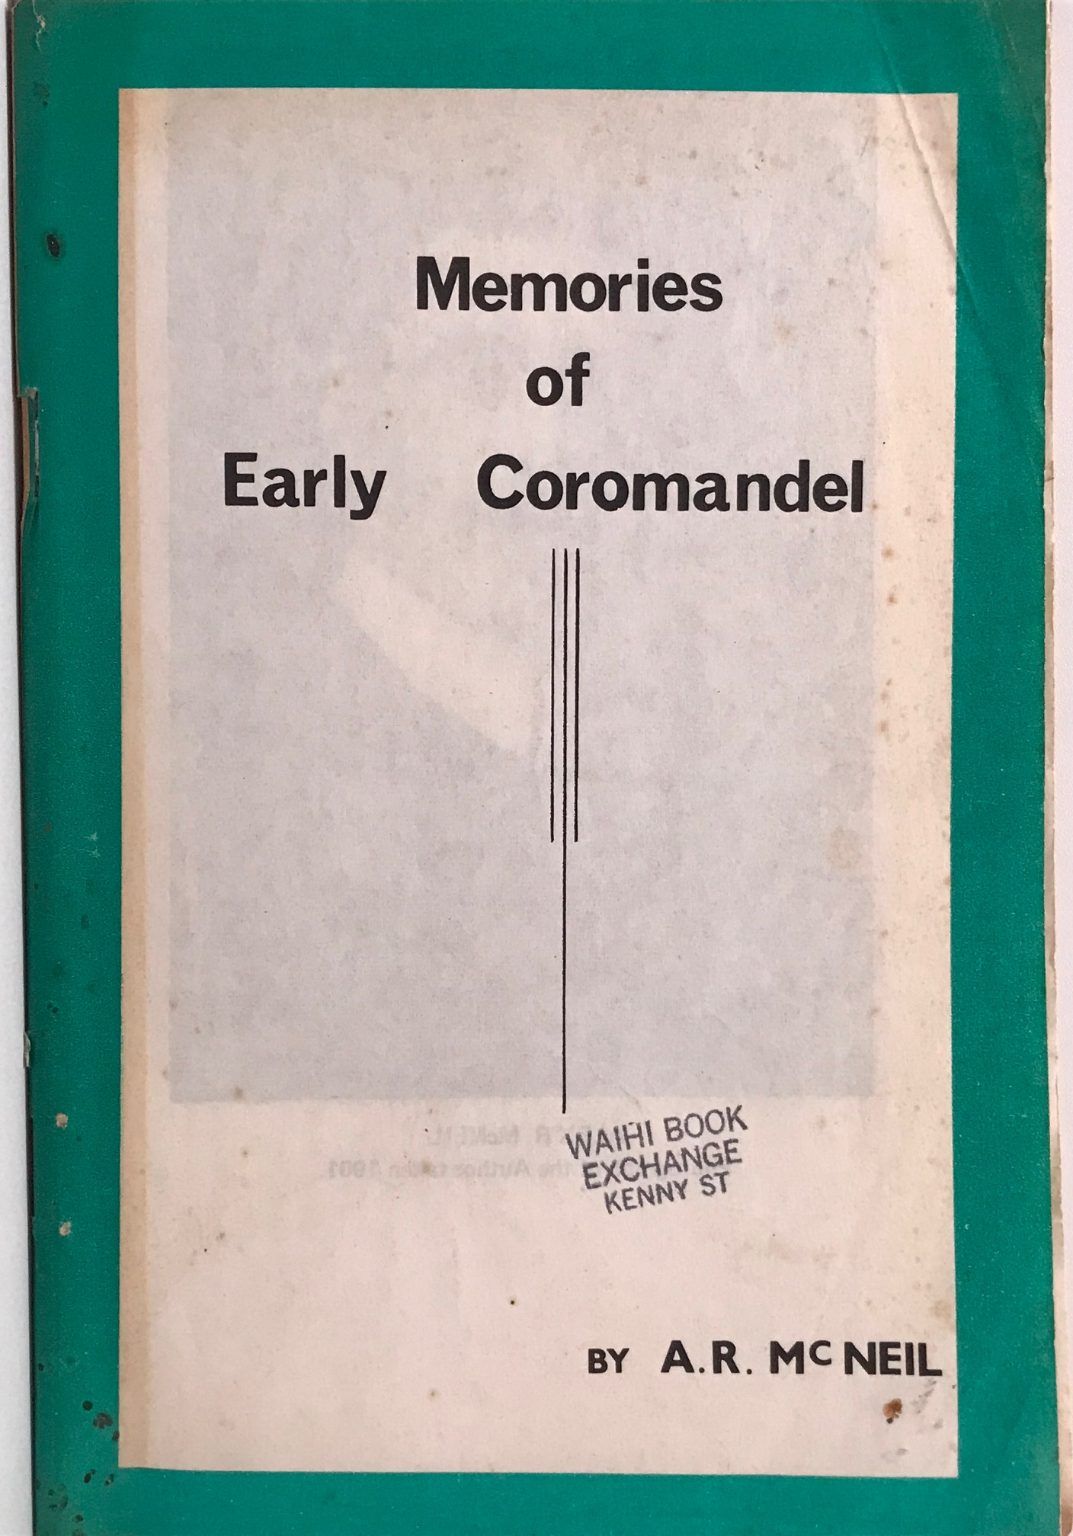 Memories
of
Early Coromandel
WAIHI BOOK
EXCHANGE
KENNY ST
BY A.R. McNEIL